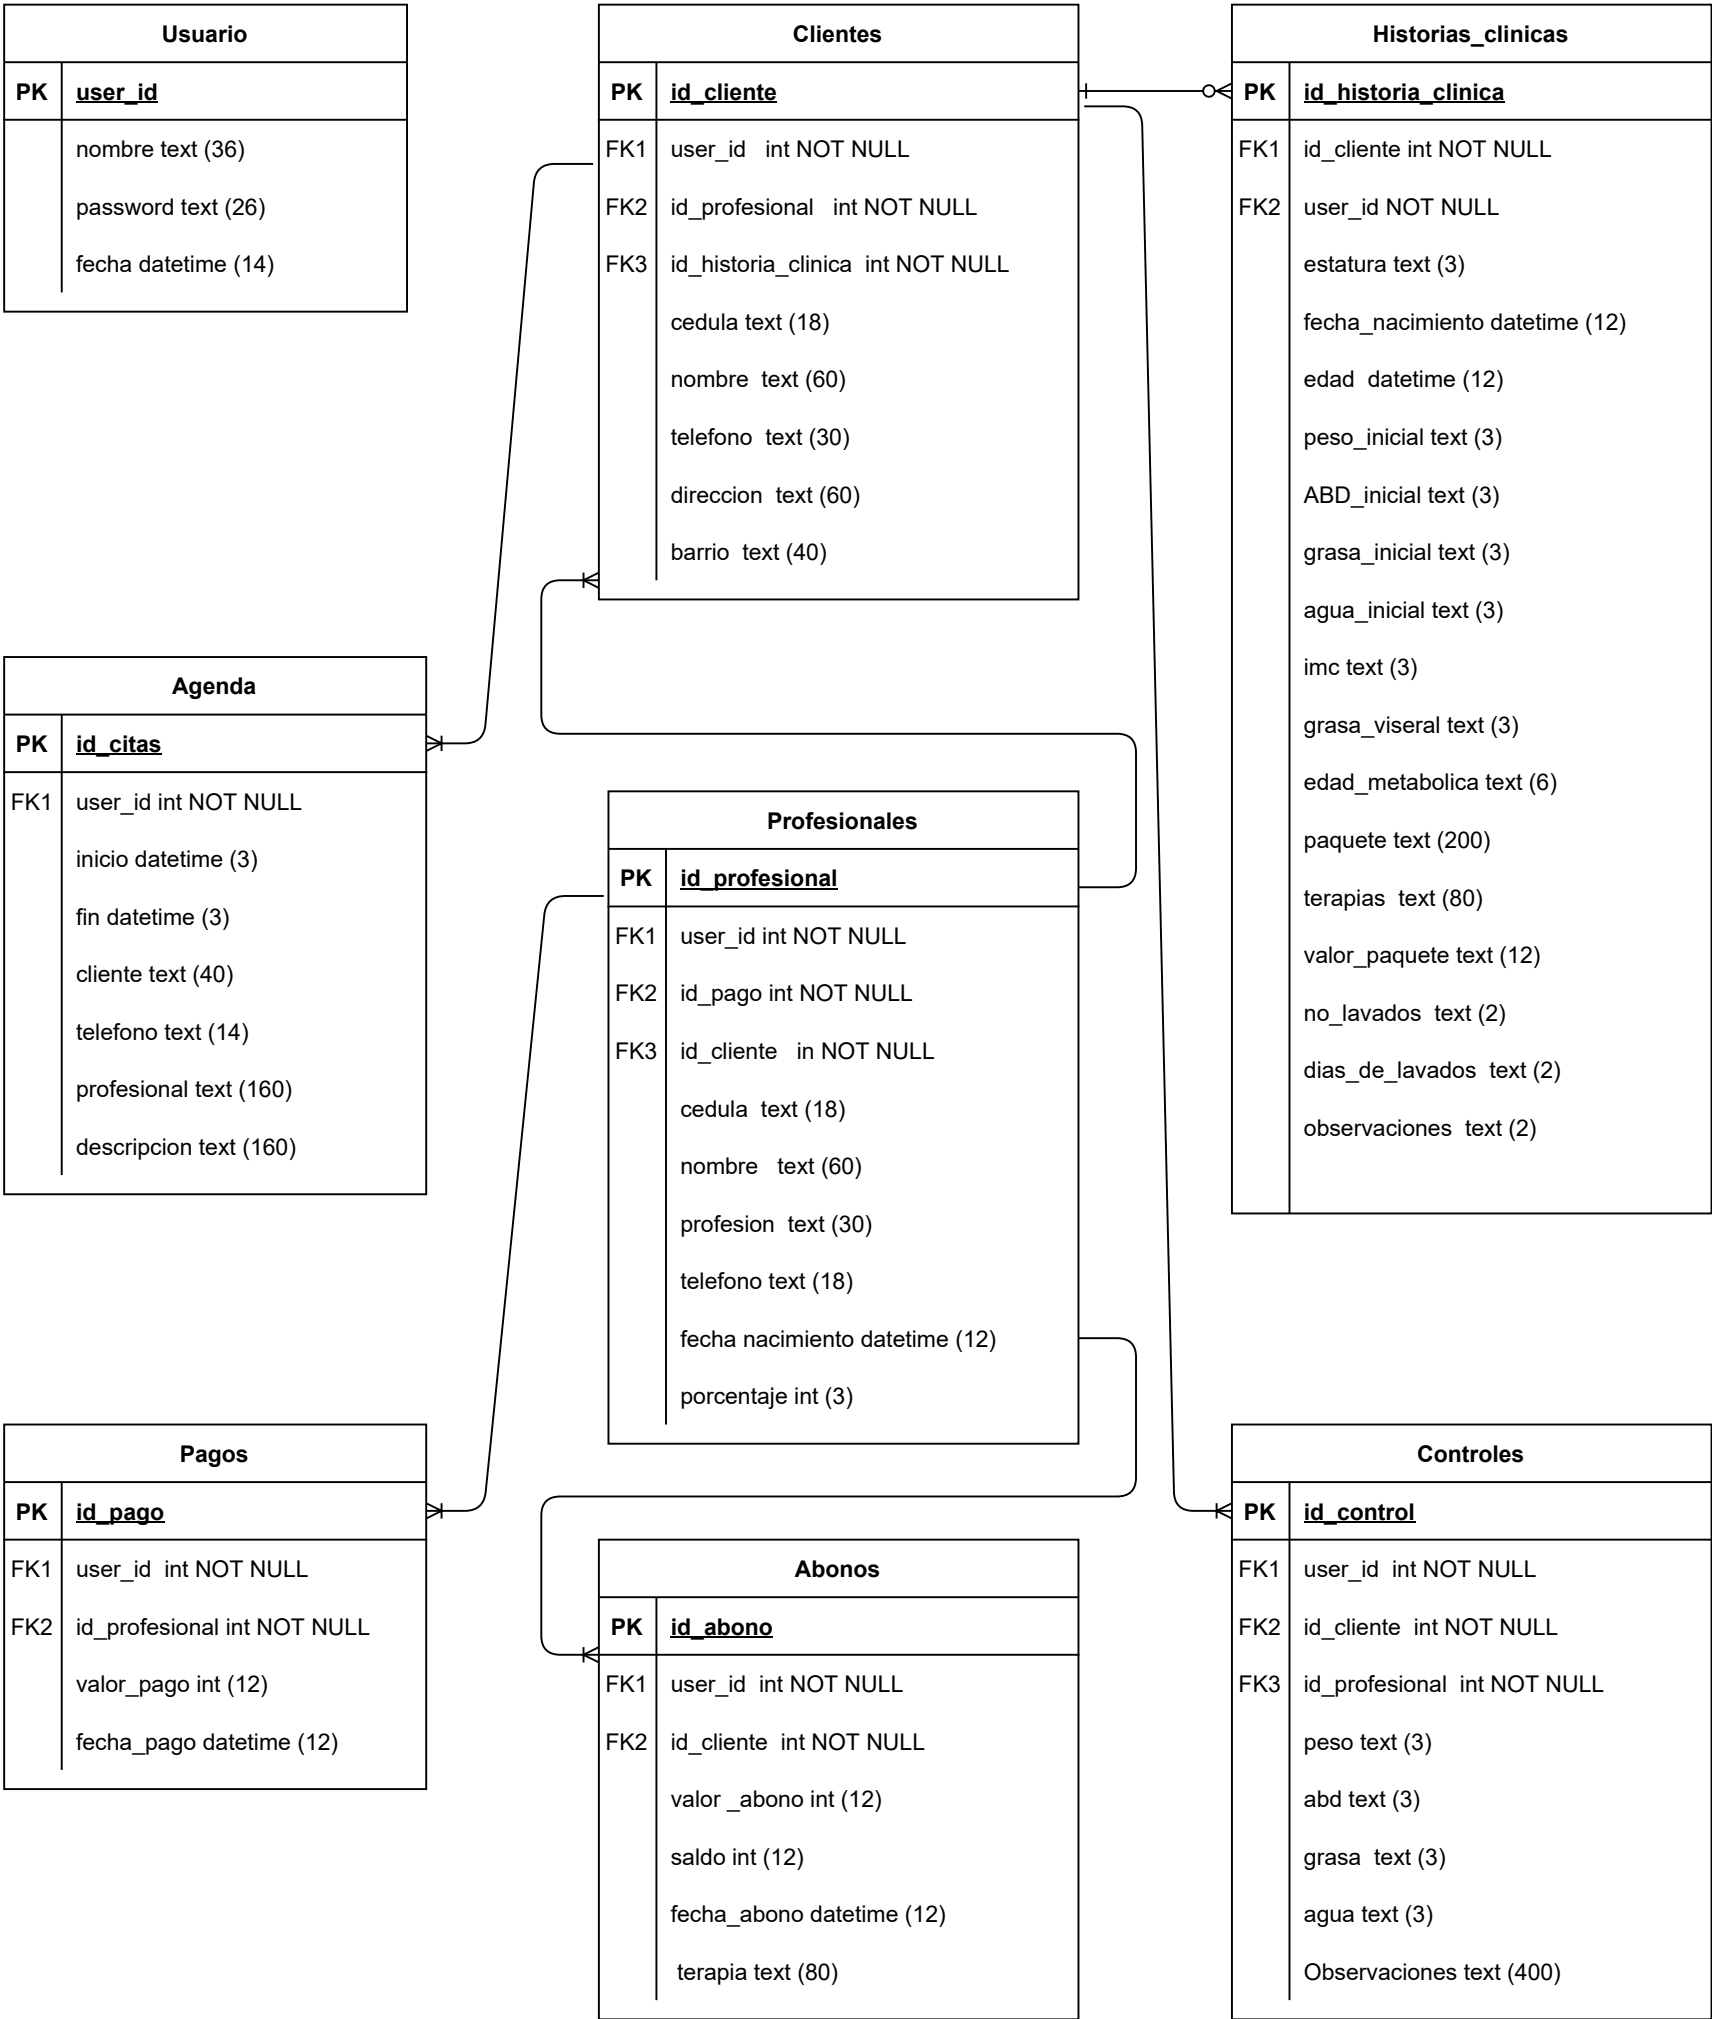 Usuario
PK user_id
nombre text (36)
password text (26)
fecha datetime (14)
Clientes
PK id_cliente
FK1 user_id int NOT NULL
FK2 id_profesional int NOT NULL
FK3 id_historia_clinica int NOT NULL
cedula text (18)
nombre text (60)
telefono text (30)
direccion text (60)
barrio text (40)
Historias_clinicas
PK id_historia_clinica
FK1 id_cliente int NOT NULL
FK2 user_id NOT NULL
estatura text (3)
fecha_nacimiento datetime (12)
edad datetime (12)
peso_inicial text (3)
ABD_inicial text (3)
grasa_inicial text (3)
agua_inicial text (3)
imc text (3)
grasa_viseral text (3)
edad_metabolica text (6)
paquete text (200)
terapias text (80)
valor_paquete text (12)
no_lavados text (2)
dias_de_lavados text (2)
observaciones text (2)
Agenda
PK id_citas
FK1 user_id int NOT NULL
inicio datetime (3)
fin datetime (3)
cliente text (40)
telefono text (14)
profesional text (160)
descripcion text (160)
Profesionales
PK id_profesional
FK1 user_id int NOT NULL
FK2 id_pago int NOT NULL
FK3 id_cliente in NOT NULL
cedula text (18)
nombre text (60)
profesion text (30)
telefono text (18)
fecha nacimiento datetime (12)
porcentaje int (3)
Pagos
PK id_pago
FK1 user_id int NOT NULL
FK2 id_profesional int NOT NULL
valor_pago int (12)
fecha_pago datetime (12)
Abonos
PK id_abono
FK1 user_id int NOT NULL
FK2 id_cliente int NOT NULL
valor _abono int (12)
saldo int (12)
fecha_abono datetime (12)
terapia text (80)
Controles
PK id_control
FK1 user_id int NOT NULL
FK2 id_cliente int NOT NULL
FK3 id_profesional int NOT NULL
peso text (3)
abd text (3)
grasa text (3)
agua text (3)
Observaciones text (400)